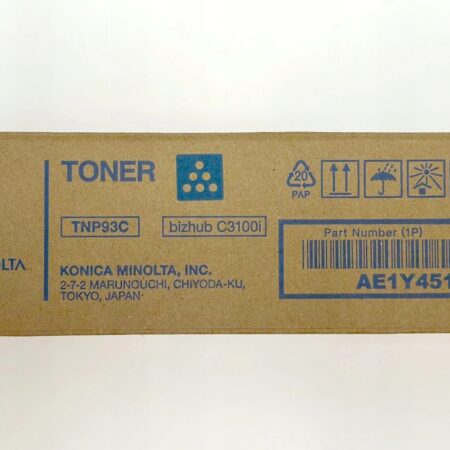 TONER
20
PAP
TNP93C
bizhub C3100i
Part Number (1P)
OLTA
KONICA MINOLTA, INC.
2-7-2 MARUNOUCHI, CHIYODA-KU,
TOKYO, JAPAN
AE1Y451